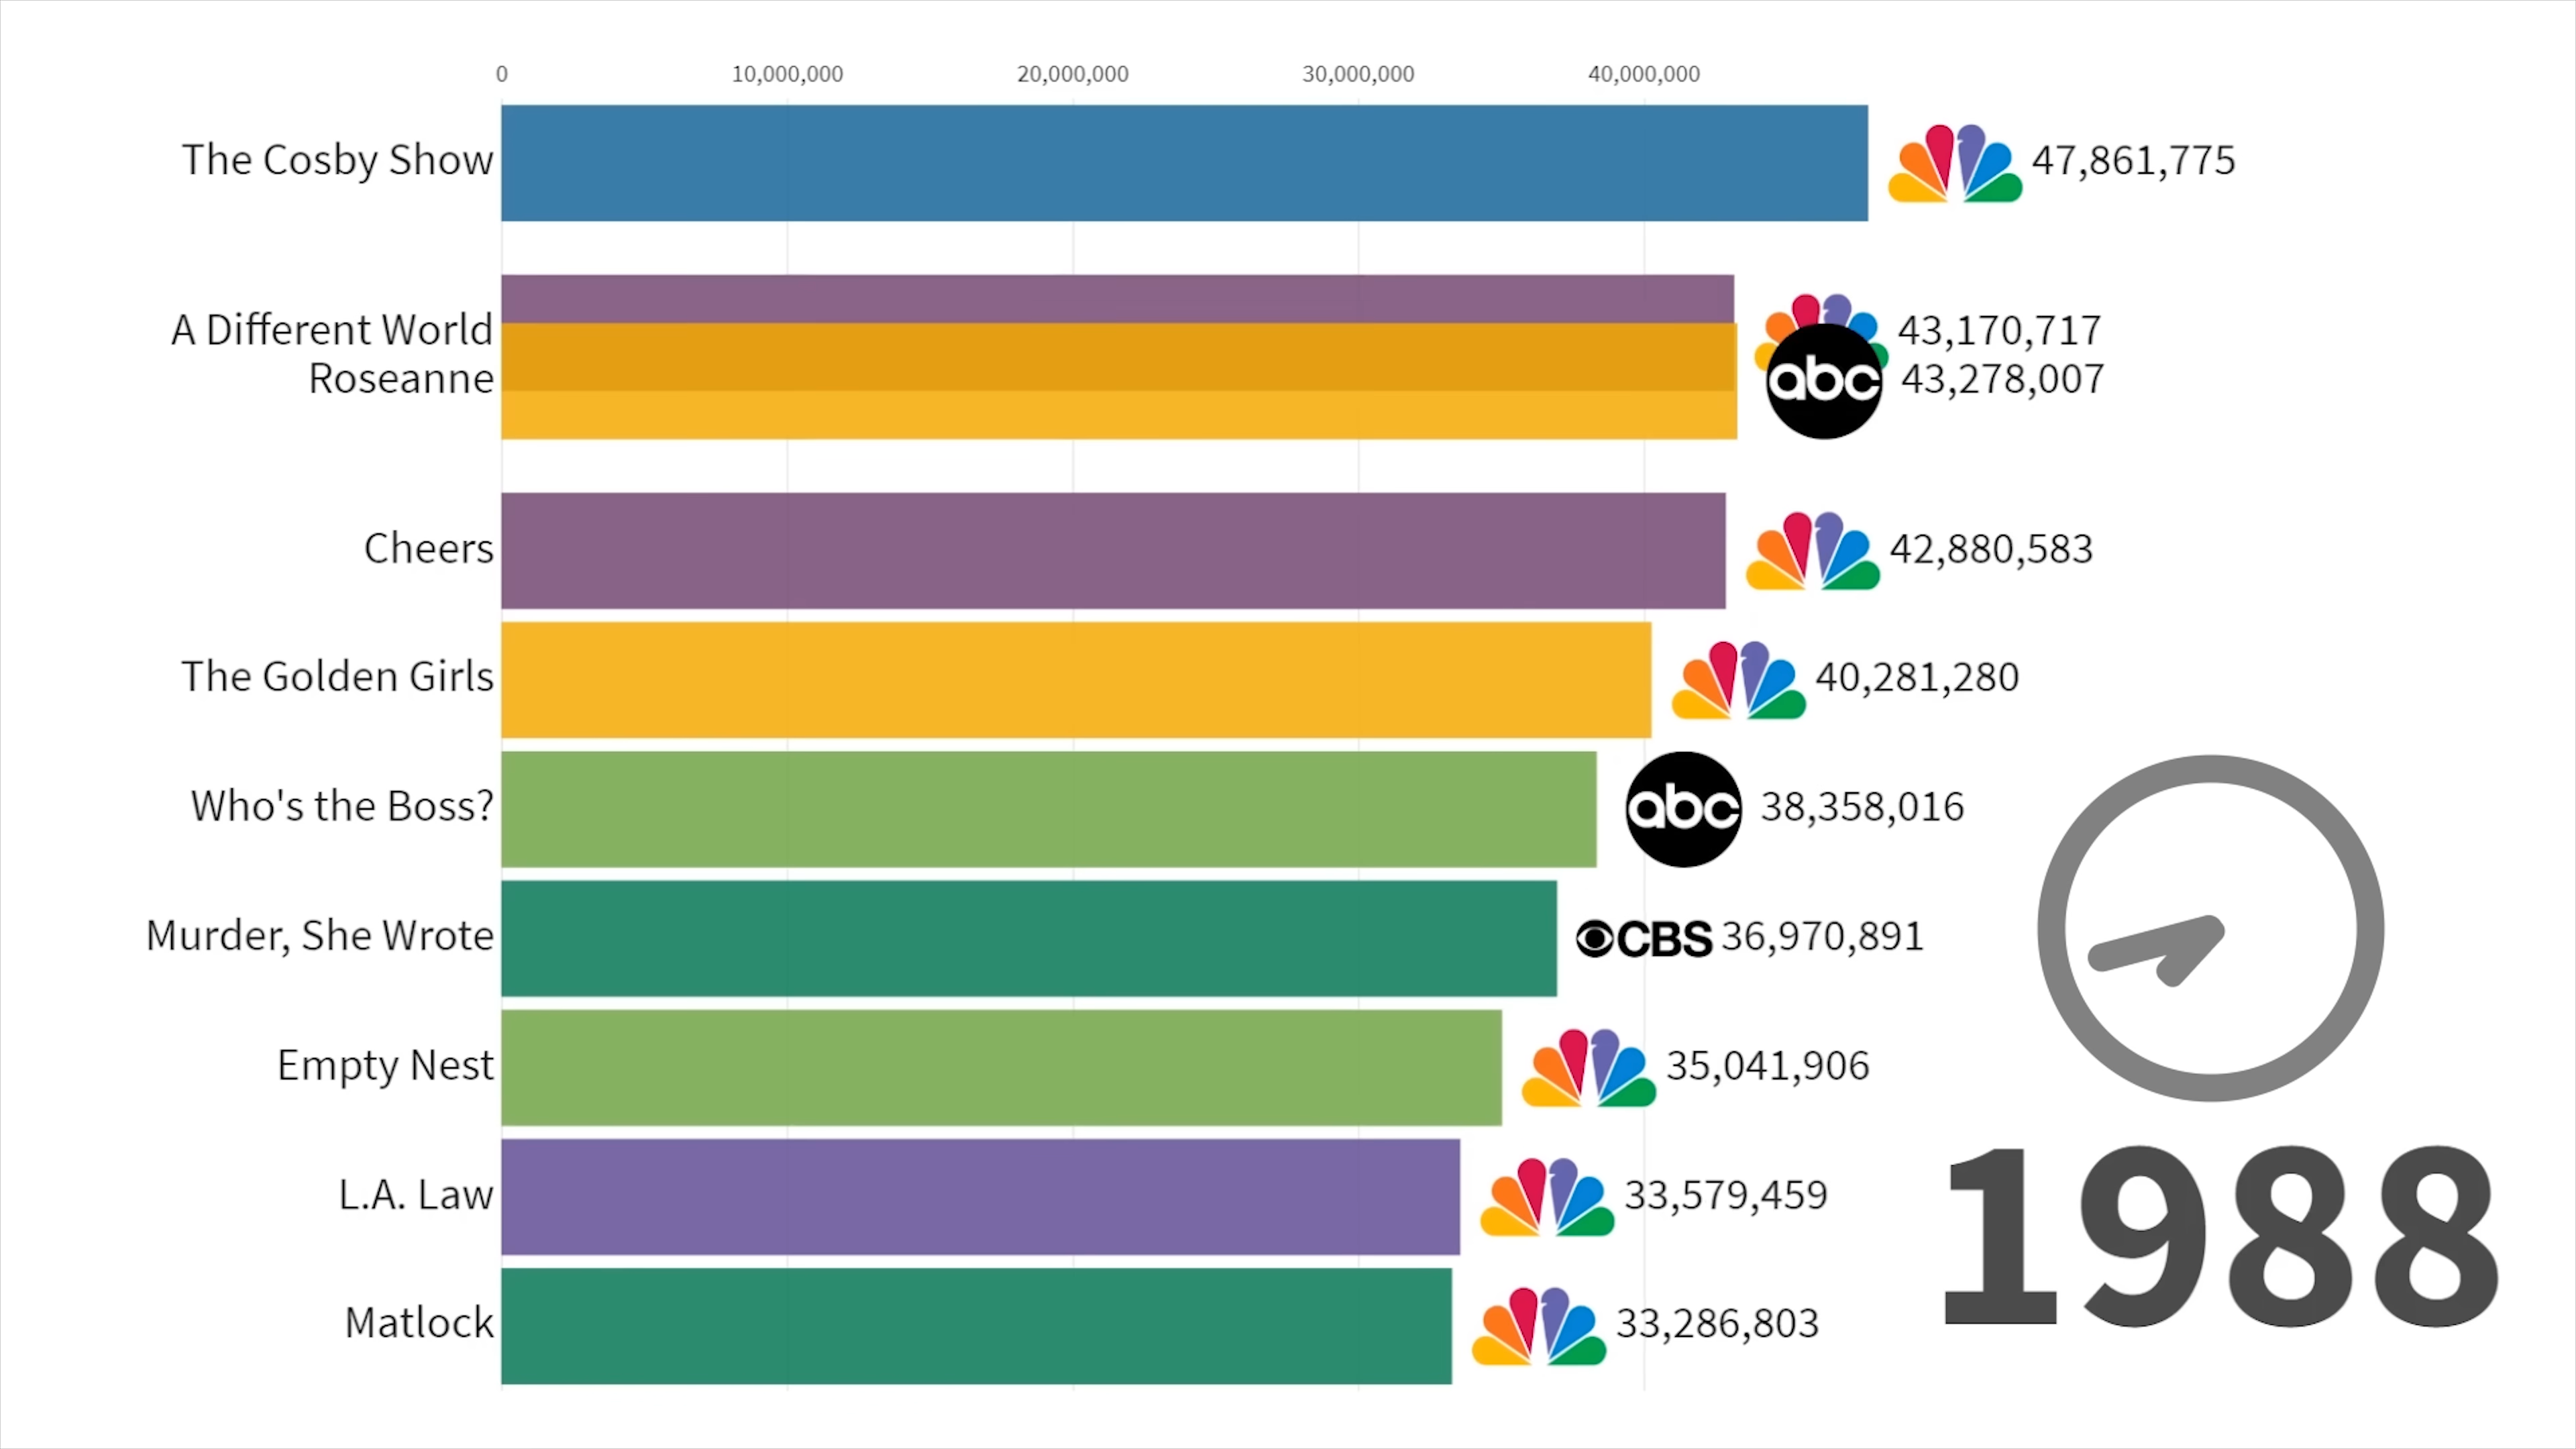 0 10,000,000 20,000,000 30,000,000 40,000,000
The Cosby Show 47,861,775
A Different World 43,170,717
Roseanne abc 43,278,007
Cheers 42,880,583
The Golden Girls 40,281,280
Who's the Boss? abc 38,358,016
Murder, She Wrote CBS 36,970,891
Empty Nest 35,041,906
L.A. Law 33,579,459
Matlock 33,286,803
1988